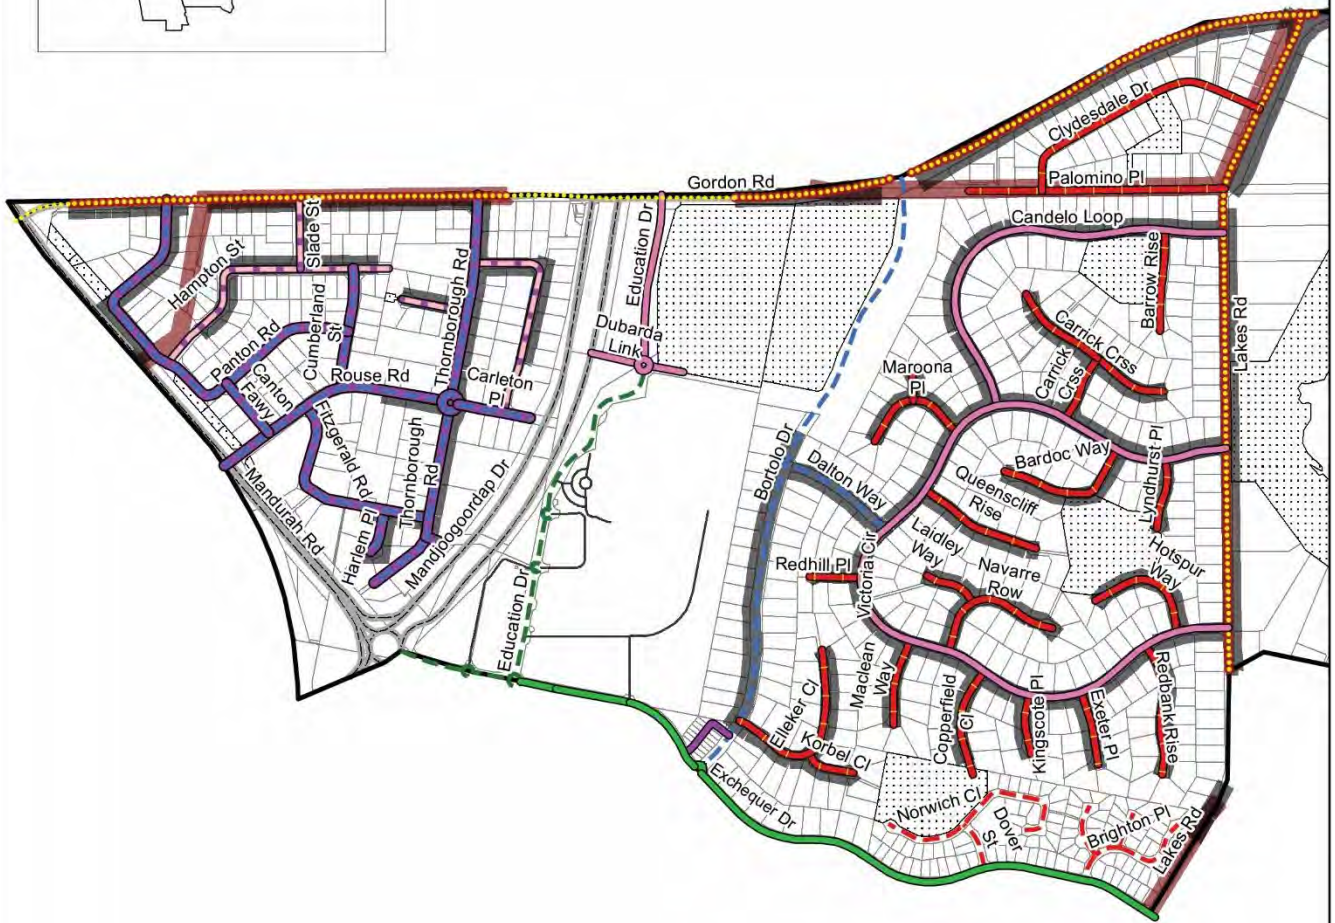 Clydesdale Dr
Gordon Rd
Palomino Pl
Slade St
Education Dr
Candelo Loop
Hampton St
Thornborough Rd
Barrow Rise
Cumberland
St
Dubarda
Link
Carrick Crss
Lakes Rd
Panton Rd
Maroona
Pl
Carrick
Crss
Rouse Rd
Carleton
Pl
Canton
Fawy
Fitzgerald Rd
Thornborough
Rd
Bortolo Dr
Dalton Way
Bardoc Way
Lyndhurst Pl
Queenscliff
Rise
Mandurah Rd
Mandjoogoordap Dr
Harlem Pl
Laidley
Way
Hotspur
Way
Redhill Pl
Victoria Cir
Navarre
Row
Education Dr
Maclean
Way
Elleker Cl
Copperfield
Cl
Kingscote Pl
Exeter Pl
Redbank Rise
Korbel Cl
Exchequer Dr
Norwich Cl
Dover
St
Brighton Pl
Lakes Rd